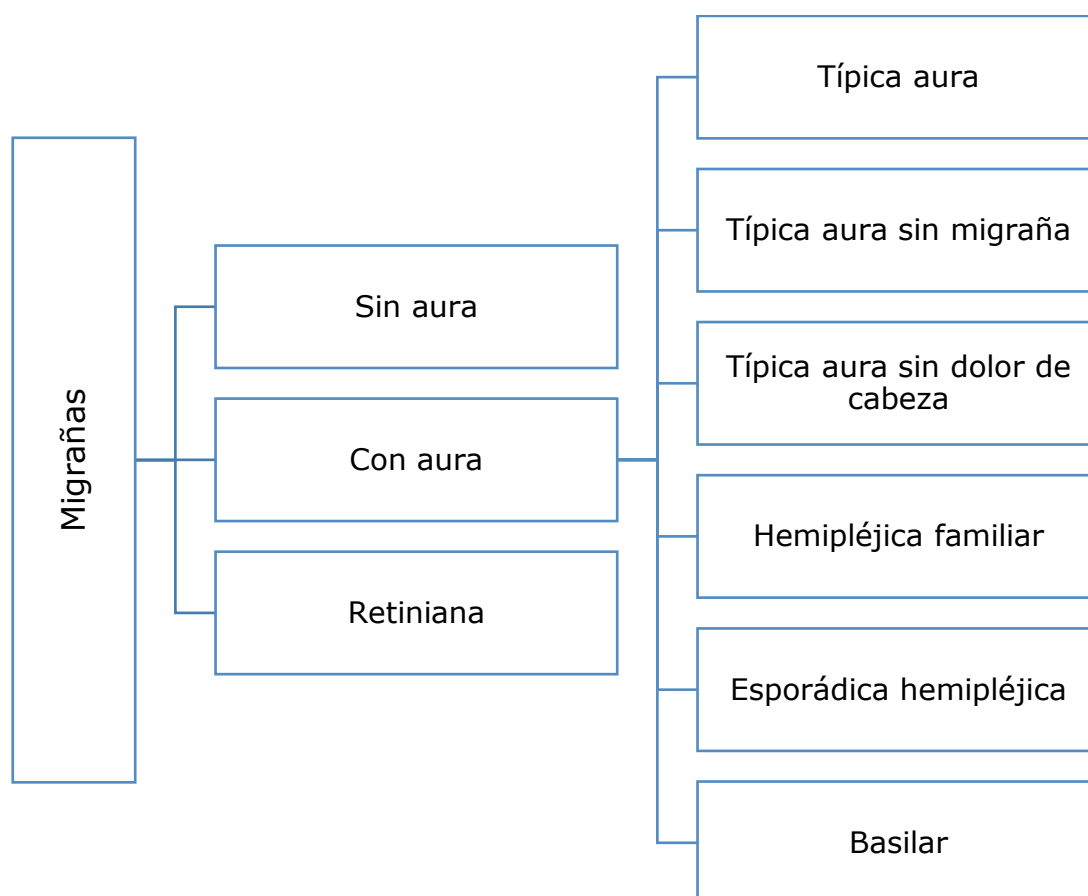 Migrañas
Sin aura
Con aura
Retiniana
Típica aura
Típica aura sin migraña
Típica aura sin dolor de
cabeza
Hemipléjica familiar
Esporádica hemipléjica
Basilar